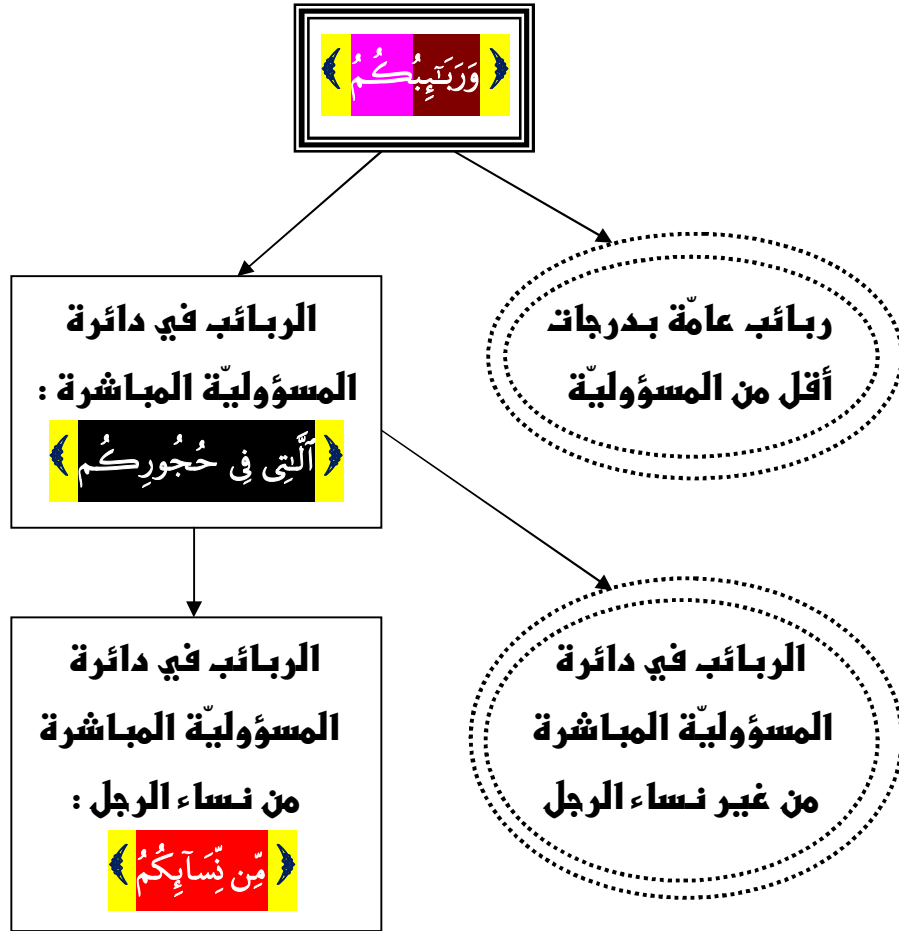 ﴿ وَرَبَـٰٓئِبُكُمُ ﴾
ربائب عامّة بدرجات
أقل من المسؤوليّة
الربائب في دائرة
المسؤوليّة المباشرة :
﴿ ٱلَّـٰتِى فِى حُجُورِكُم ﴾
الربائب في دائرة
المسؤوليّة المباشرة
من غير نساء الرجل
الربائب في دائرة
المسؤوليّة المباشرة
من نساء الرجل :
﴿ مِّن نِّسَآئِكُمُ ﴾